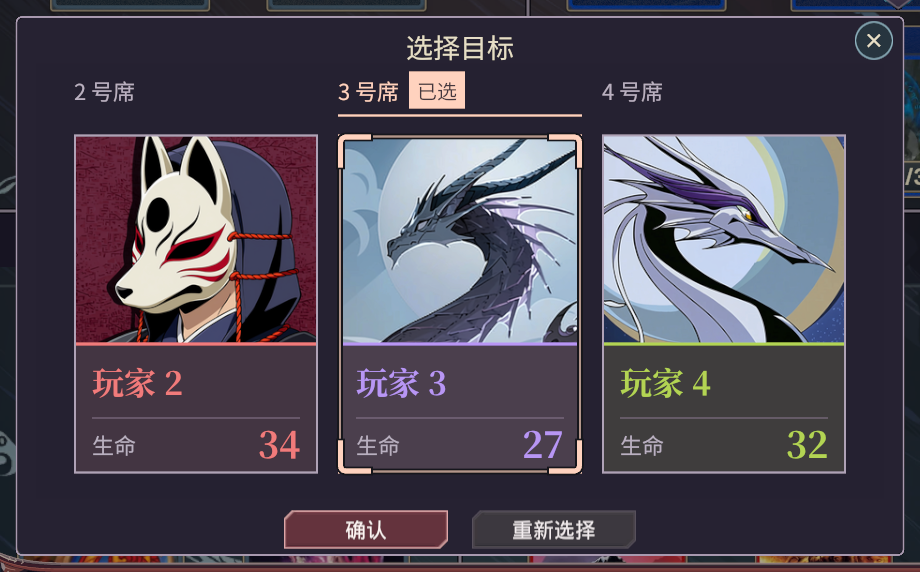 选择目标
2 号席
3 号席 已选
4 号席
玩家 2
生命 34
玩家 3
生命 27
玩家 4
生命 32
确认
重新选择